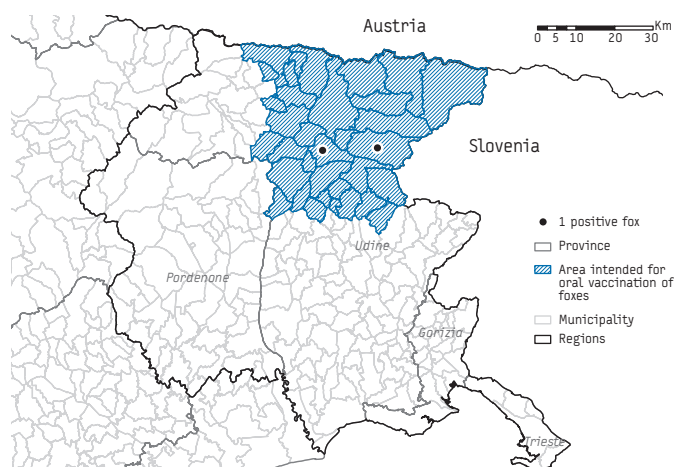 Austria
Km
0 5 10 20 30
Slovenia
1 positive fox
Province
Udine
Area intended for
oral vaccination of
foxes
Pordenone
Municipality
Gorizia
Regions
Trieste